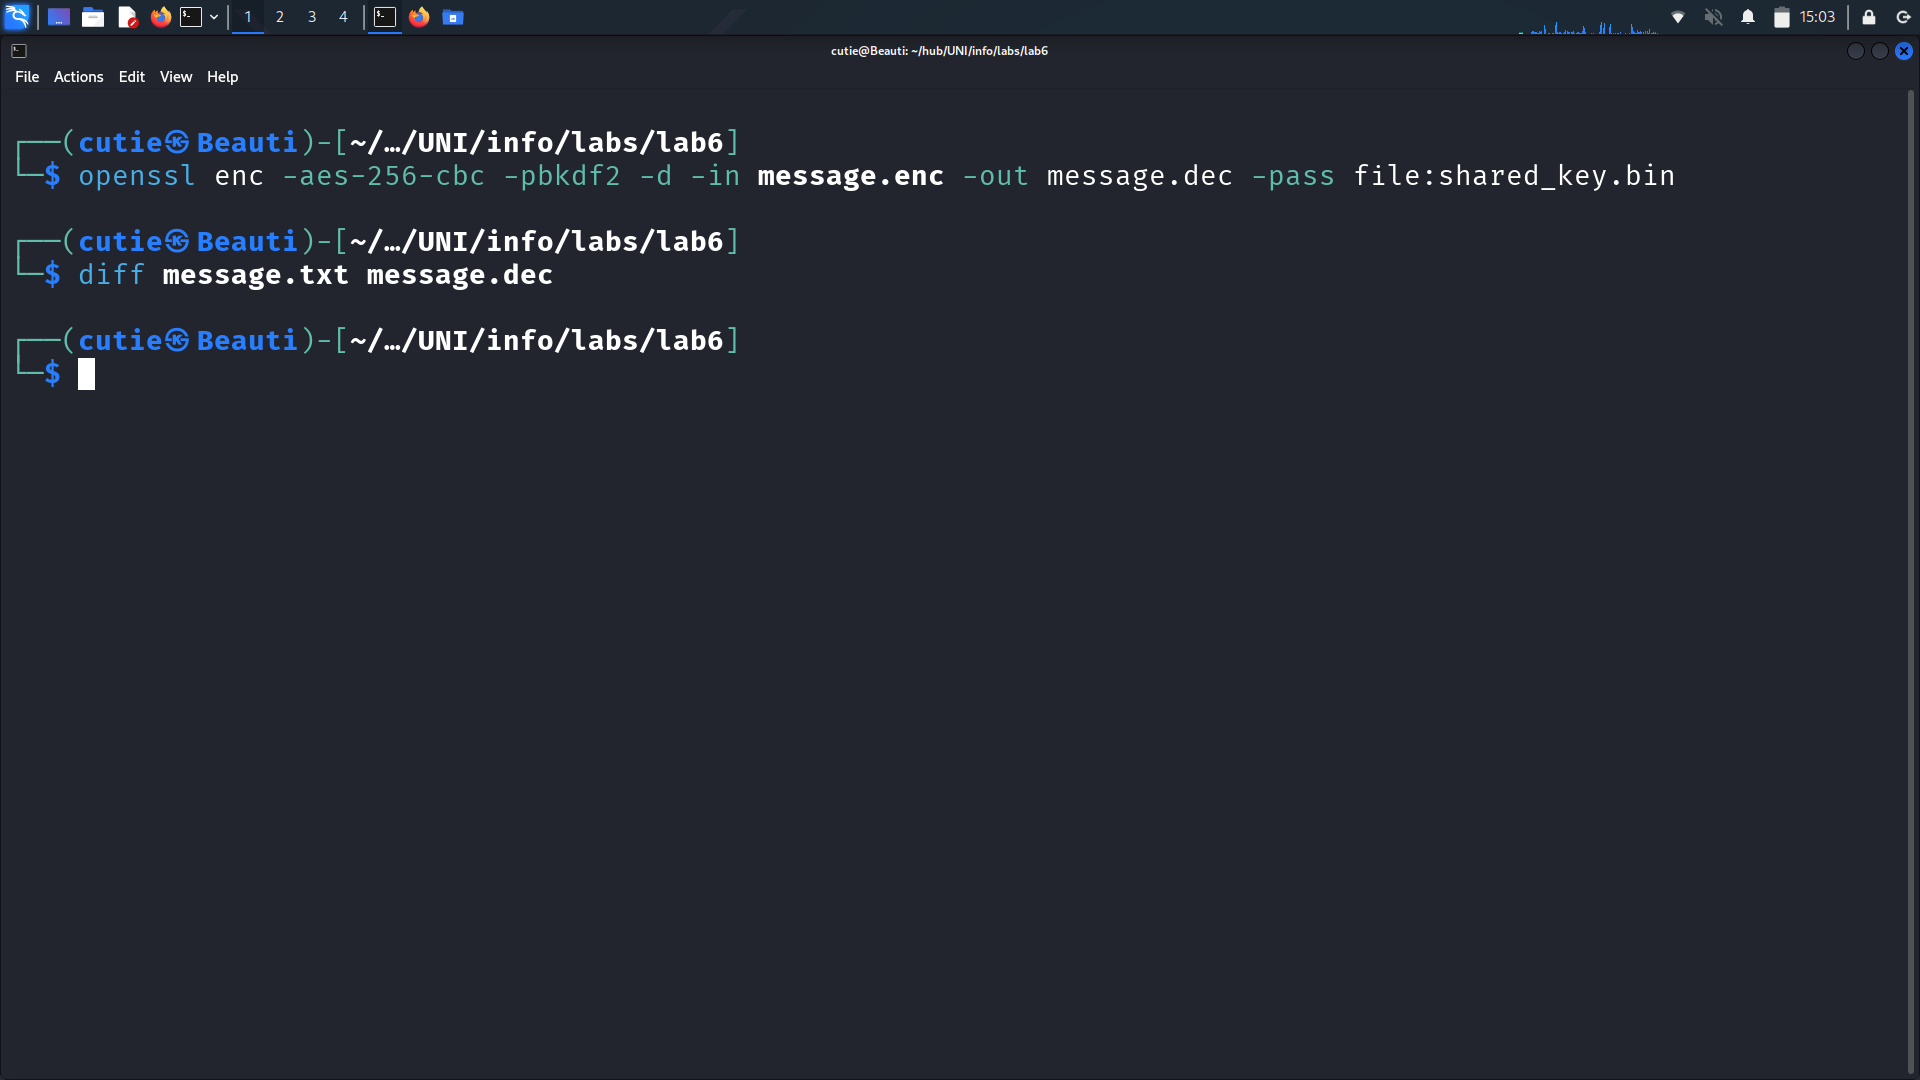 1 2 3 4 15:03
cutie@Beauti: ~/hub/UNI/info/labs/lab6
File Actions Edit View Help
┌──(cutie㉿Beauti)-[~/…/UNI/info/labs/lab6]
└─$ openssl enc -aes-256-cbc -pbkdf2 -d -in message.enc -out message.dec -pass file:shared_key.bin
┌──(cutie㉿Beauti)-[~/…/UNI/info/labs/lab6]
└─$ diff message.txt message.dec
┌──(cutie㉿Beauti)-[~/…/UNI/info/labs/lab6]
└─$